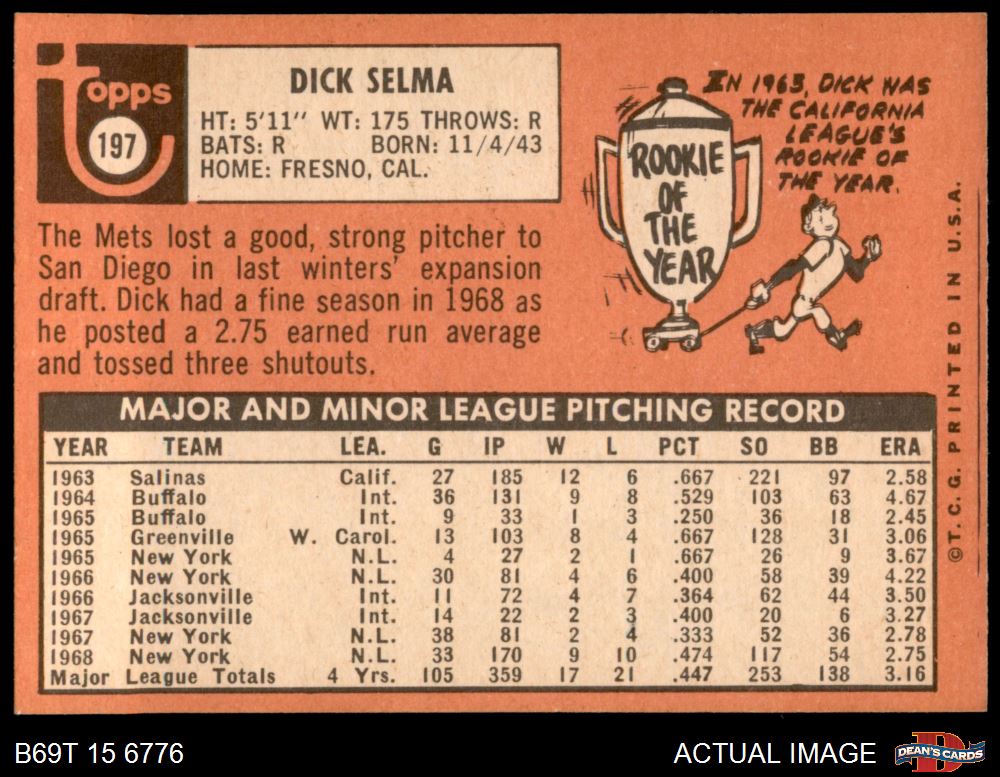 topps
197
DICK SELMA
HT: 5'11" WT: 175 THROWS: R
BATS: R BORN: 11/4/43
HOME: FRESNO, CAL.
The Mets lost a good, strong pitcher to
San Diego in last winters' expansion
draft. Dick had a fine season in 1968 as
he posted a 2.75 earned run average
and tossed three shutouts.
IN 1963, DICK WAS
THE CALIFORNIA
LEAGUE'S
ROOKIE OF
THE YEAR.
ROOKIE
OF
THE
YEAR
MAJOR AND MINOR LEAGUE PITCHING RECORD
YEAR TEAM LEA. G IP W L PCT SO BB ERA
1963 Salinas Calif. 27 185 12 6 .667 221 97 2.58
1964 Buffalo Int. 36 131 9 8 .529 103 63 4.67
1965 Buffalo Int. 9 33 1 3 .250 36 18 2.45
1965 Greenville W. Carol. 13 103 8 4 .667 128 31 3.06
1965 New York N.L. 4 27 2 1 .667 26 9 3.67
1966 New York N.L. 30 81 4 6 .400 58 39 4.22
1966 Jacksonville Int. 11 72 4 7 .364 62 44 3.50
1967 Jacksonville Int. 14 22 2 3 .400 20 6 3.27
1967 New York N.L. 38 81 2 4 .333 52 36 2.78
1968 New York N.L. 33 170 9 10 .474 117 54 2.75
Major League Totals 4 Yrs. 105 359 17 21 .447 253 138 3.16
©T. C. G. PRINTED IN U.S.A.
B69T 15 6776
ACTUAL IMAGE
DEAN'S CARDS